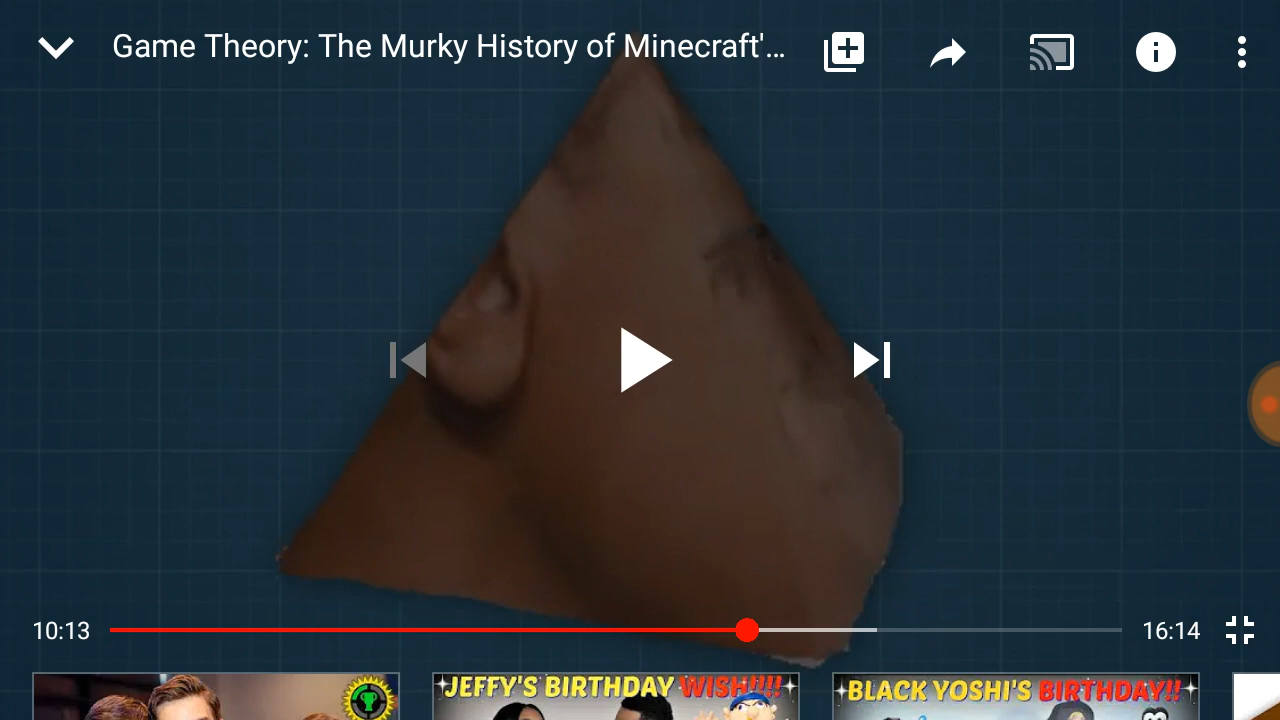 Game Theory: The Murky History of Minecraft'...
10:13
16:14
JEFFY'S BIRTHDAY WISH!!!!
BLACK YOSHI'S BIRTHDAY!!